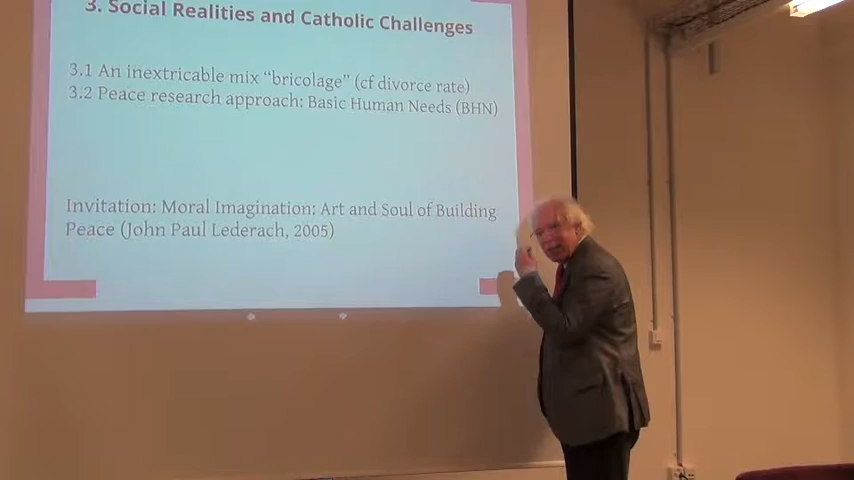 3. Social Realities and Catholic Challenges
3.1 An inextricable mix “bricolage” (cf divorce rate)
3.2 Peace research approach: Basic Human Needs (BHN)
Invitation: Moral Imagination: Art and Soul of Building
Peace (John Paul Lederach, 2005)